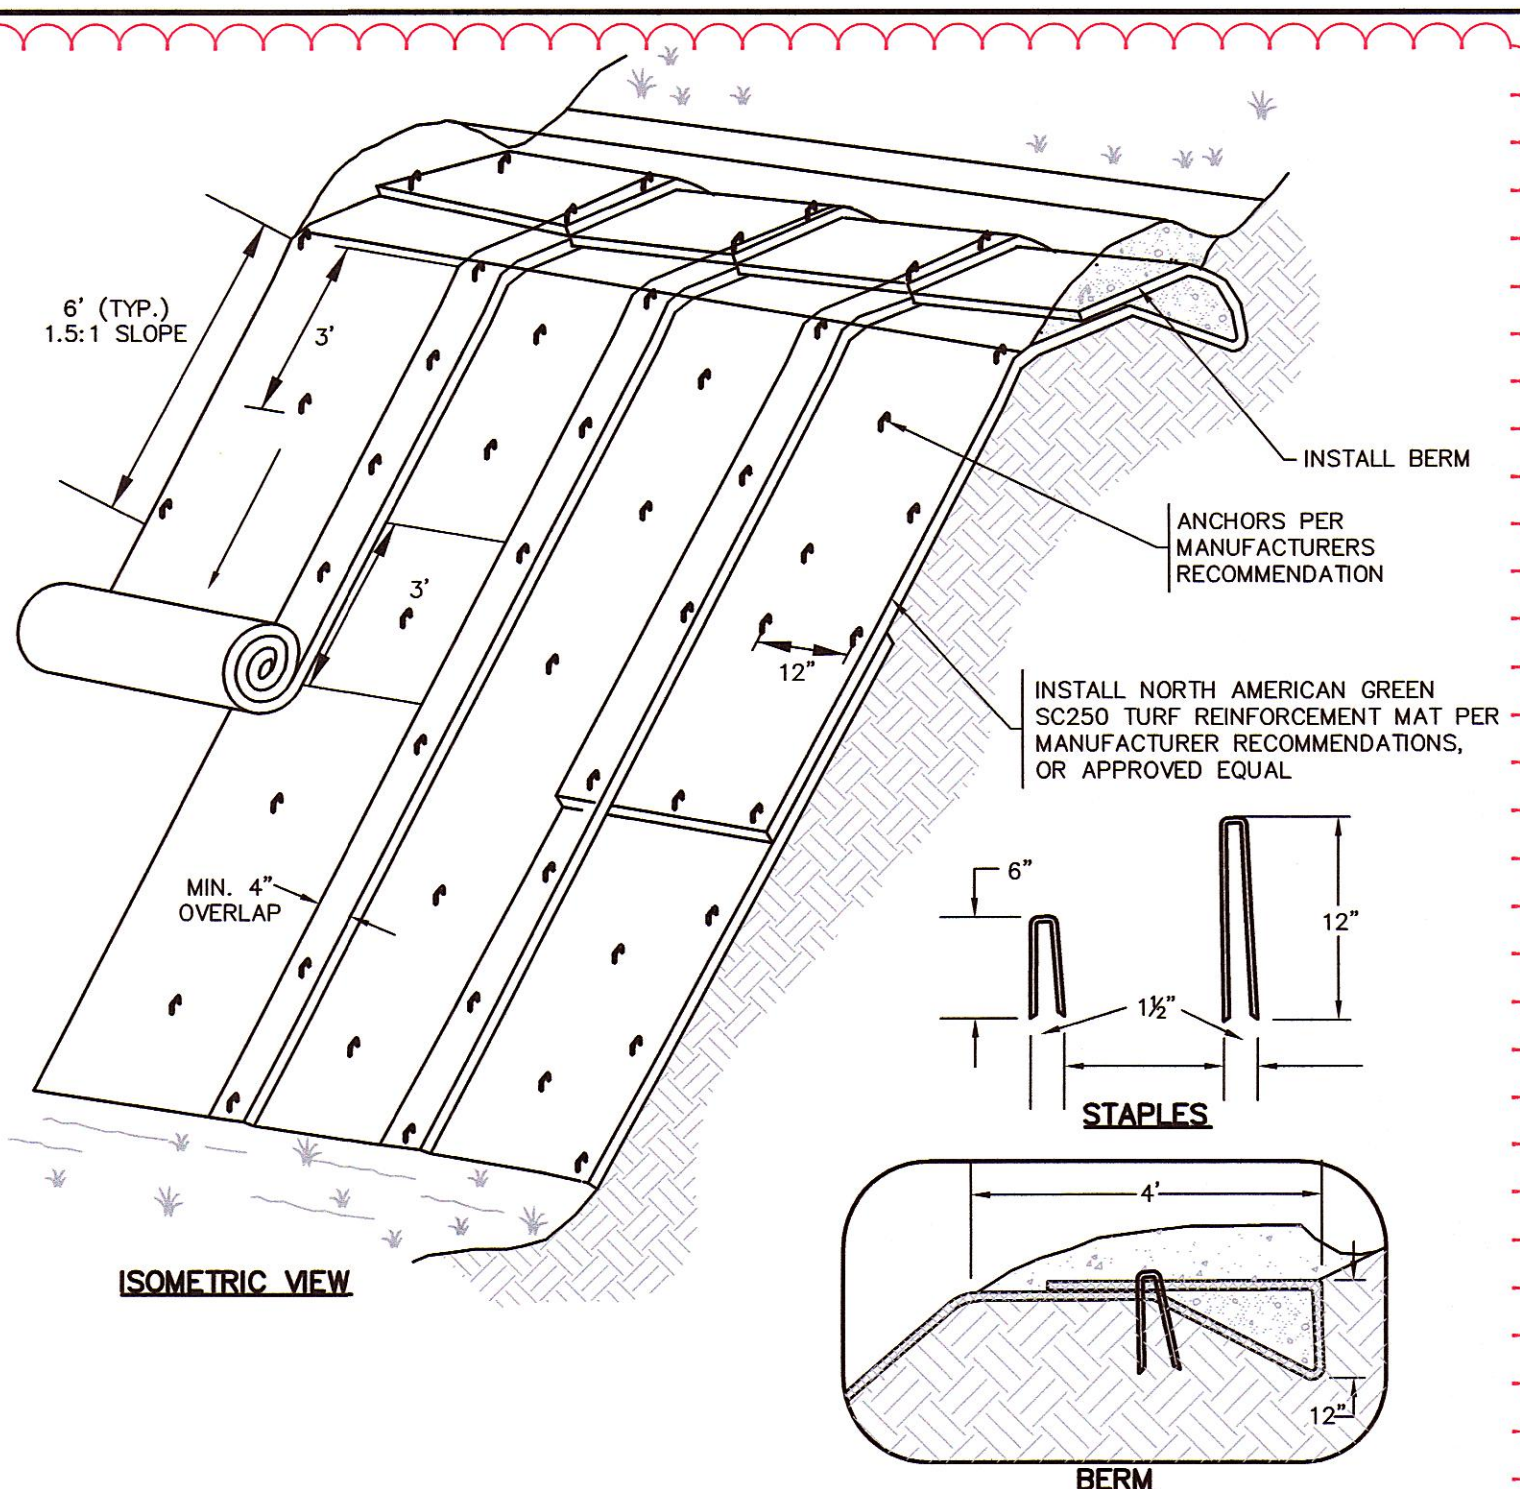 6' (TYP.)
1.5:1 SLOPE
3'
INSTALL BERM
ANCHORS PER
MANUFACTURERS
RECOMMENDATION
3'
12"
INSTALL NORTH AMERICAN GREEN
SC250 TURF REINFORCEMENT MAT PER
MANUFACTURER RECOMMENDATIONS,
OR APPROVED EQUAL
MIN. 4"
OVERLAP
6"
12"
1½"
STAPLES
4'
12"
ISOMETRIC VIEW
BERM